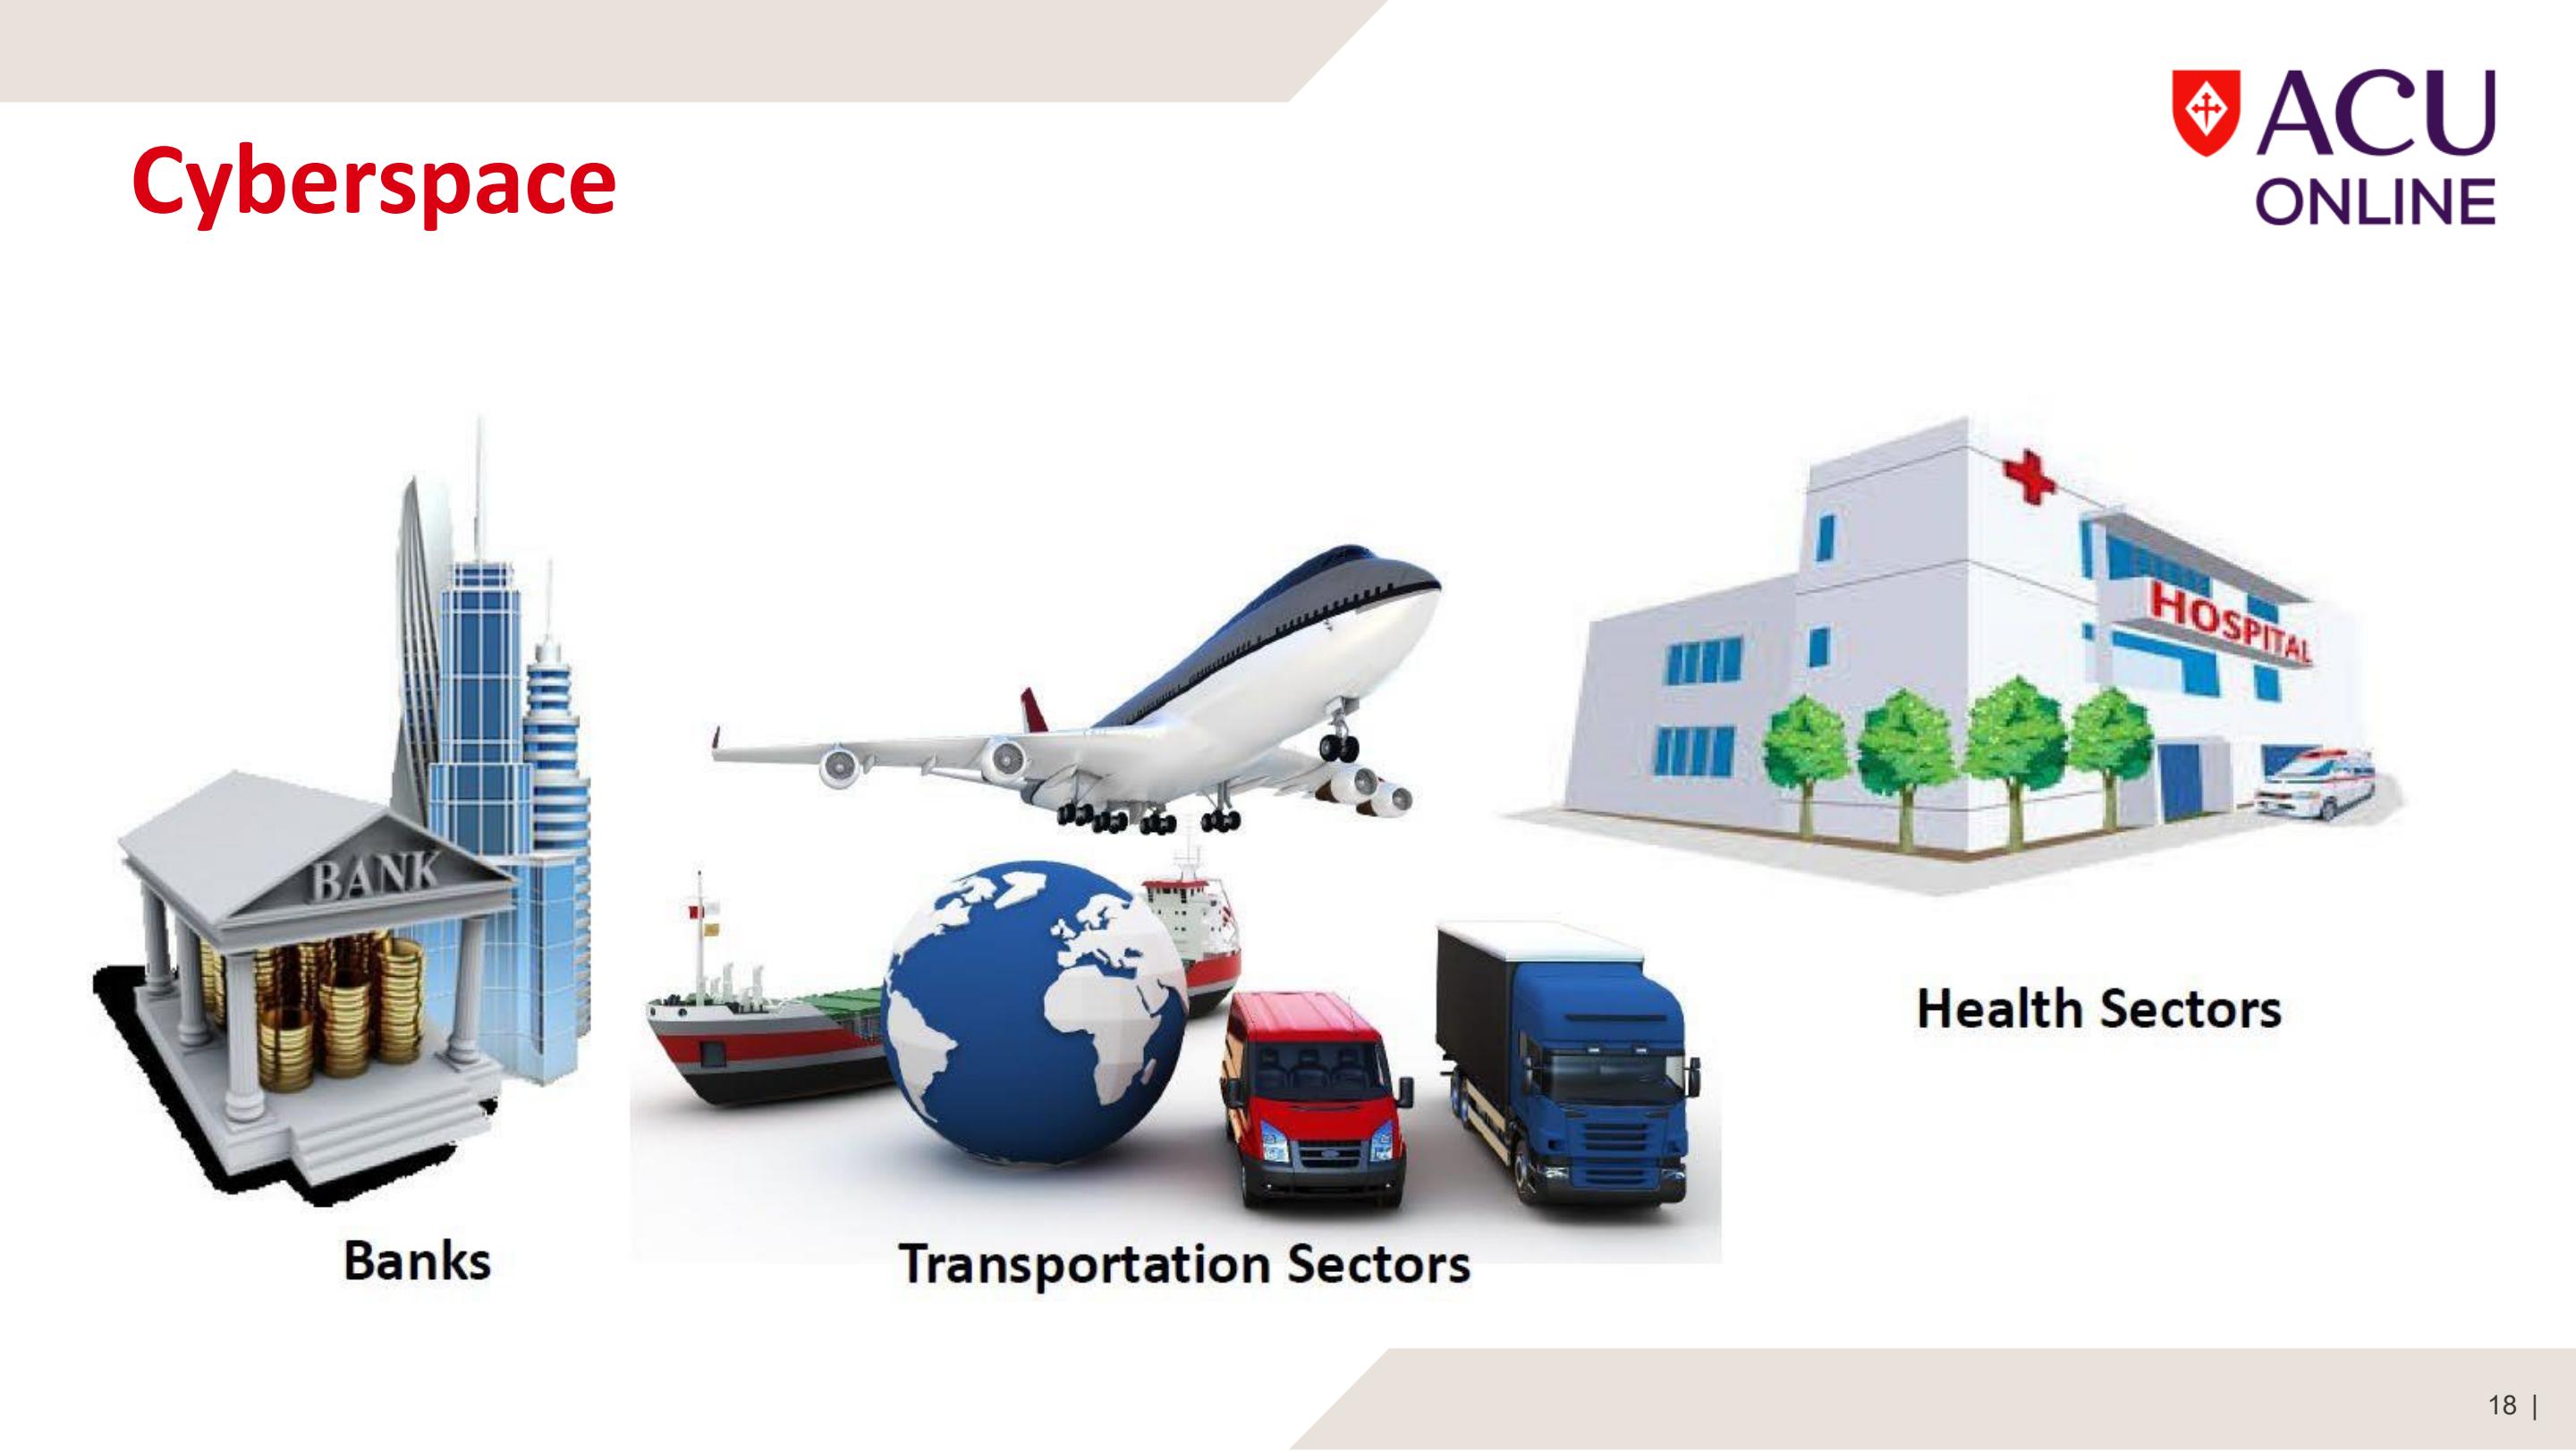 ACU
ONLINE
Cyberspace
HOSPITAL
BANK
Health Sectors
Banks
Transportation Sectors
18 |